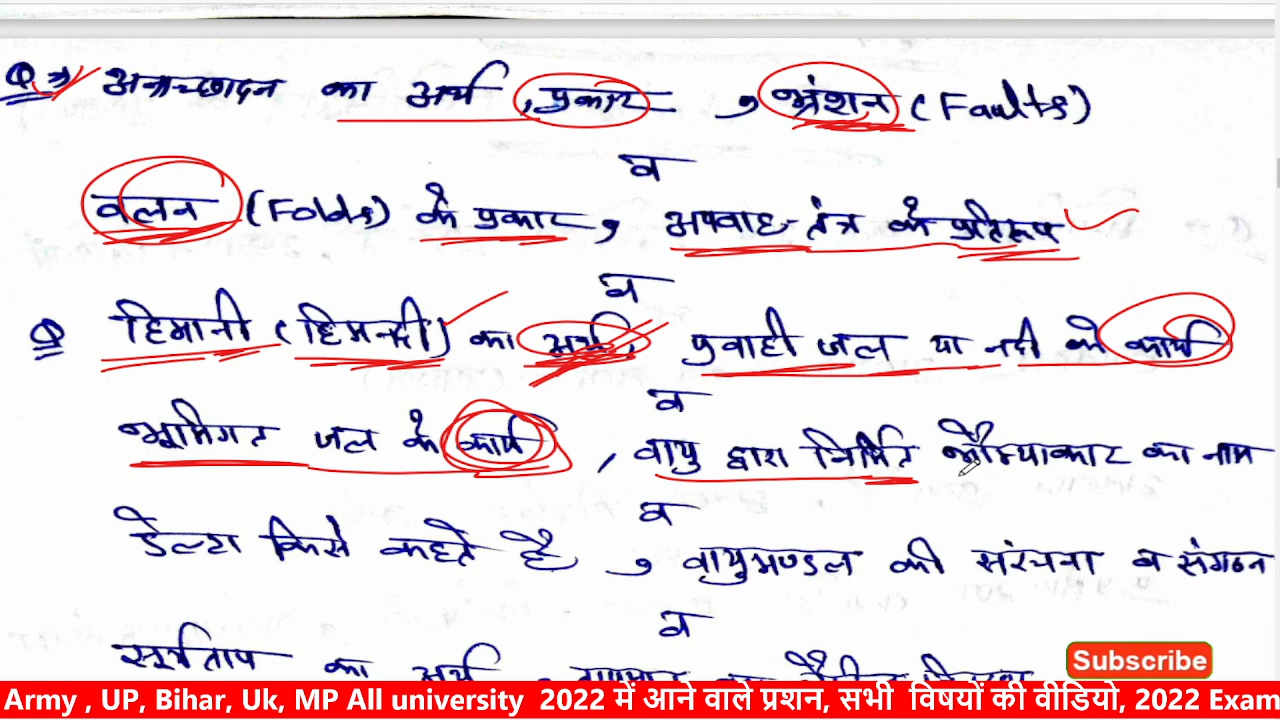 Q अनाच्छादन का अर्थ, प्रकार, भ्रंशन (Faults)
व
वलन (Folds) के प्रकार, अपवाह तंत्र के प्रतिरूप
व
Q हिमानी (हिमनदी) का अर्थ, प्रवाही जल या नदी के कार्य
व
भूमिगत जल के कार्य, वायु द्वारा निर्मित भौम्याकार का नाम
व
डेल्टा किसे कहते है, वायुमण्डल की संरचना व संगठन
व
सूर्यताप का अर्थ,
Subscribe
Army , UP, Bihar, Uk, MP All university 2022 में आने वाले प्रशन, सभी विषयों की वीडियो, 2022 Exam